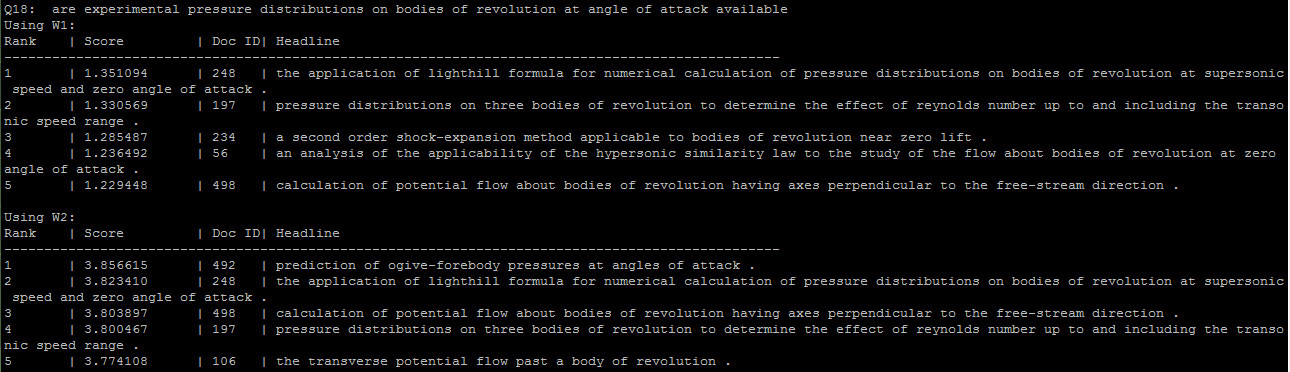 Q18:  are experimental pressure distributions on bodies of revolution at angle of attack available
Using W1:
Rank    | Score         | Doc ID| Headline
--------------------------------------------------------------------------------
1       | 1.351094      | 248   | the application of lighthill formula for numerical calculation of pressure distributions on bodies of revolution at supersonic
 speed and zero angle of attack .
2       | 1.330569      | 197   | pressure distributions on three bodies of revolution to determine the effect of reynolds number up to and including the transo
nic speed range .
3       | 1.285487      | 234   | a second order shock-expansion method applicable to bodies of revolution near zero lift .
4       | 1.236492      | 56    | an analysis of the applicability of the hypersonic similarity law to the study of the flow about bodies of revolution at zero
angle of attack .
5       | 1.229448      | 498   | calculation of potential flow about bodies of revolution having axes perpendicular to the free-stream direction .

Using W2:
Rank    | Score         | Doc ID| Headline
--------------------------------------------------------------------------------
1       | 3.856615      | 492   | prediction of ogive-forebody pressures at angles of attack .
2       | 3.823410      | 248   | the application of lighthill formula for numerical calculation of pressure distributions on bodies of revolution at supersonic
 speed and zero angle of attack .
3       | 3.803897      | 498   | calculation of potential flow about bodies of revolution having axes perpendicular to the free-stream direction .
4       | 3.800467      | 197   | pressure distributions on three bodies of revolution to determine the effect of reynolds number up to and including the transo
nic speed range .
5       | 3.774108      | 106   | the transverse potential flow past a body of revolution .